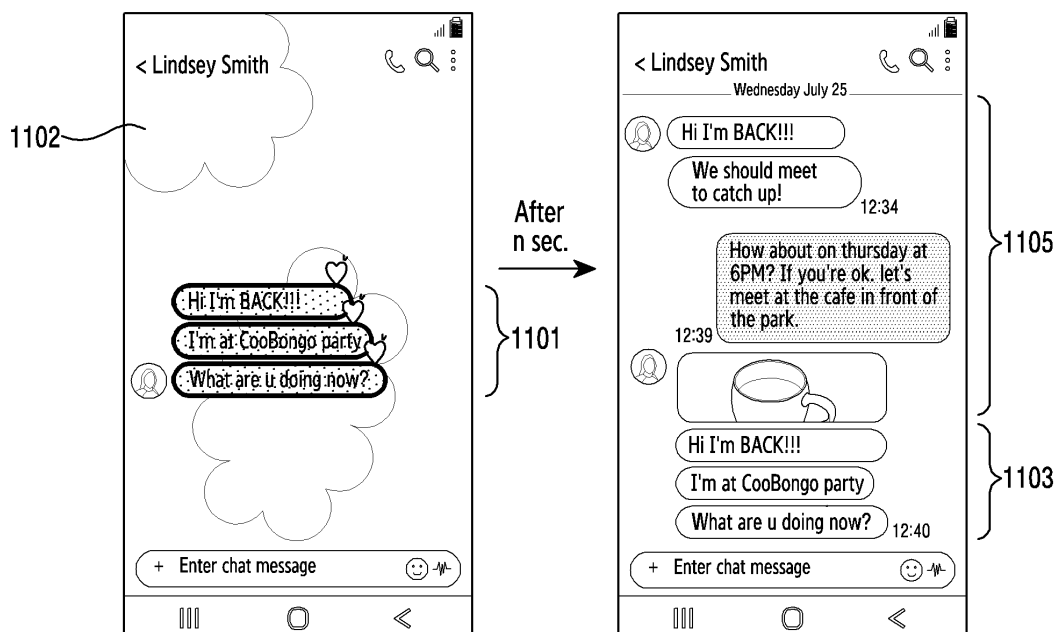 < Lindsey Smith
1102
Hi I'm BACK!!!
I'm at CooBongo party
What are u doing now?
1101
+ Enter chat message
After
n sec.
< Lindsey Smith
Wednesday July 25
Hi I'm BACK!!!
We should meet
to catch up!
12:34
How about on thursday at
6PM? If you're ok. let's
meet at the cafe in front of
the park.
12:39
1105
Hi I'm BACK!!!
I'm at CooBongo party
What are u doing now?
12:40
1103
+ Enter chat message